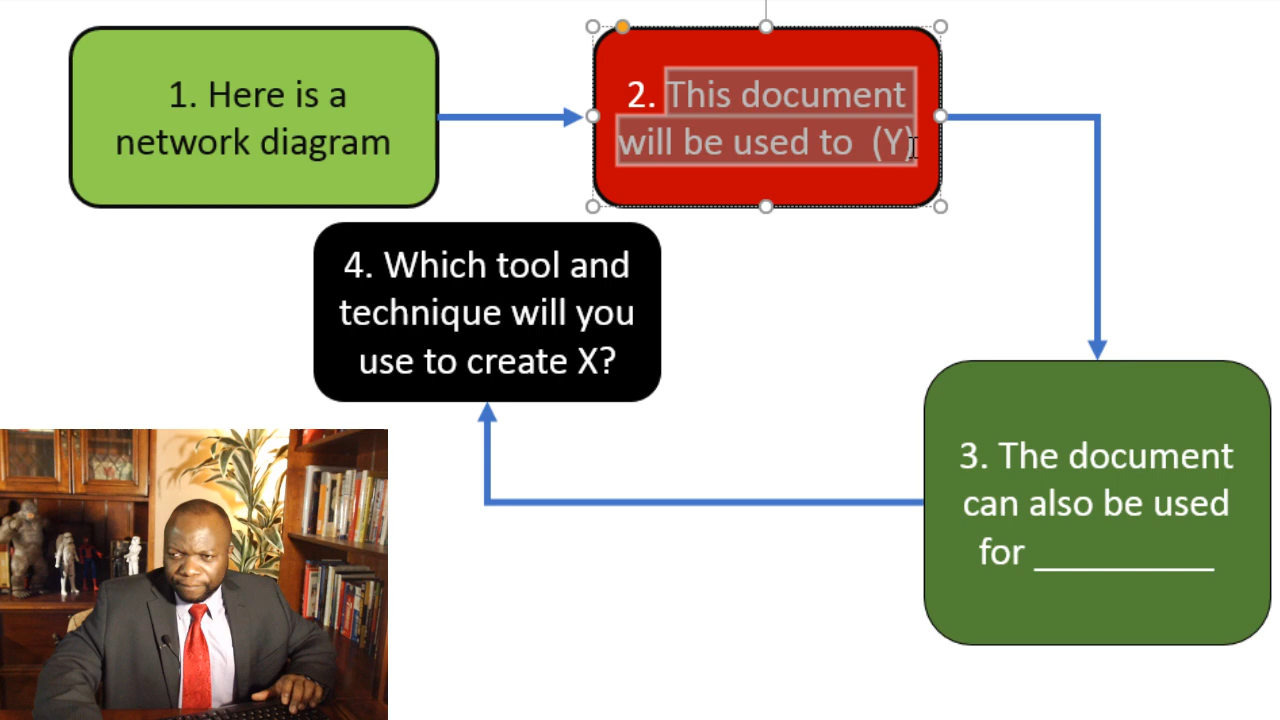 1. Here is a
network diagram
2. This document
will be used to (Y)
4. Which tool and
technique will you
use to create X?
3. The document
can also be used
for __________